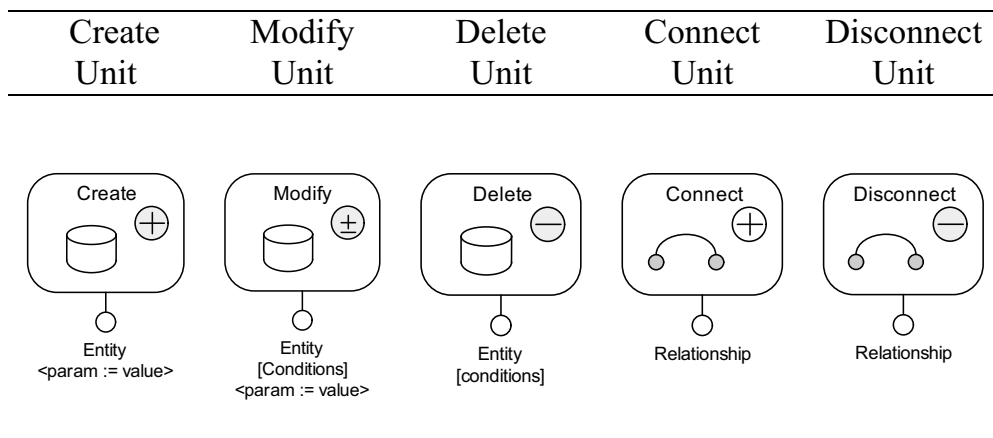 Create Modify Delete Connect Disconnect
Unit Unit Unit Unit Unit
Create Modify Delete Connect Disconnect
+ ± − + −
Entity Entity Entity Relationship Relationship
<param := value> [Conditions] [conditions]
<param := value>